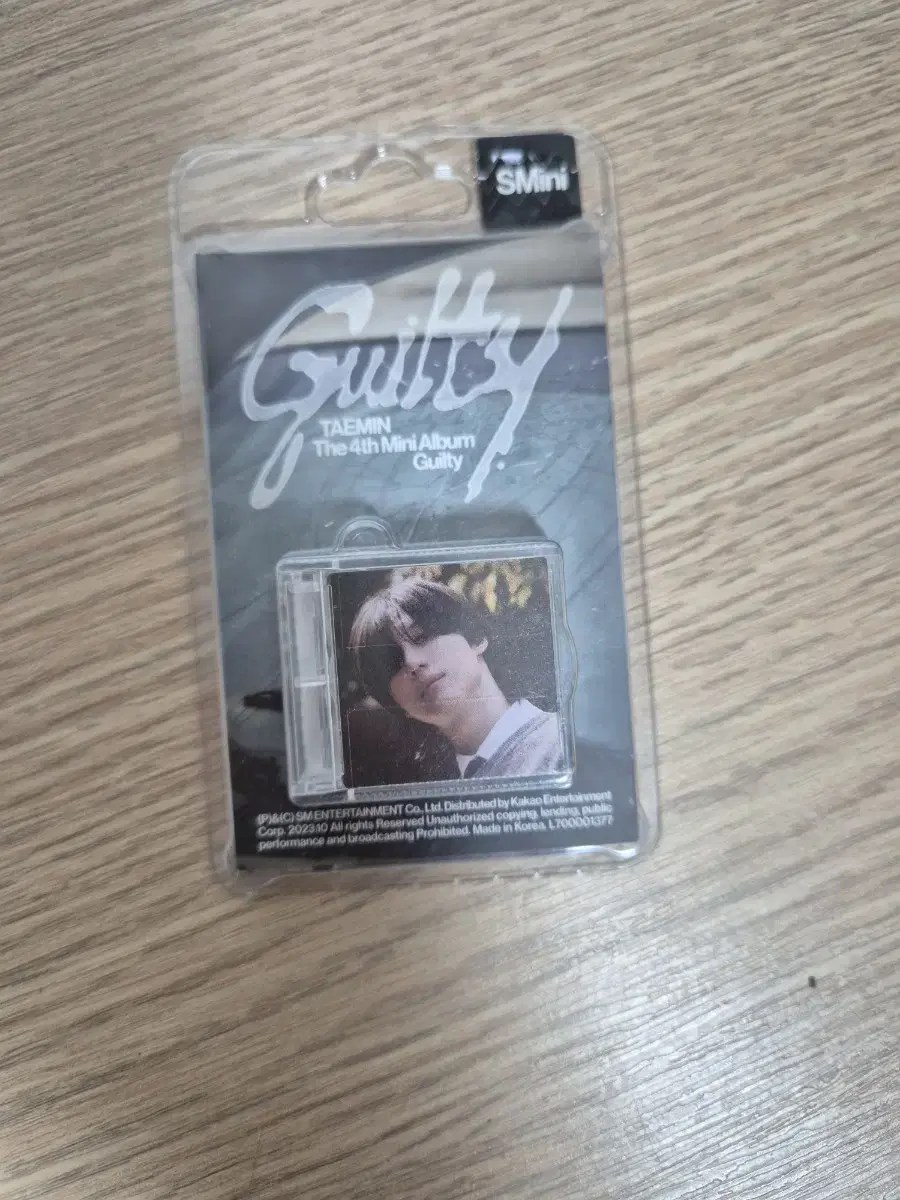 SMini
Guilty
TAEMIN
The 4th Mini Album
Guilty
(P)&(C) SM ENTERTAINMENT Co. Ltd. Distributed by Kakao Entertainment
Corp. 2023.10 All rights Reserved Unauthorized copying, lending, public
performance and broadcasting Prohibited. Made in Korea. L700001377